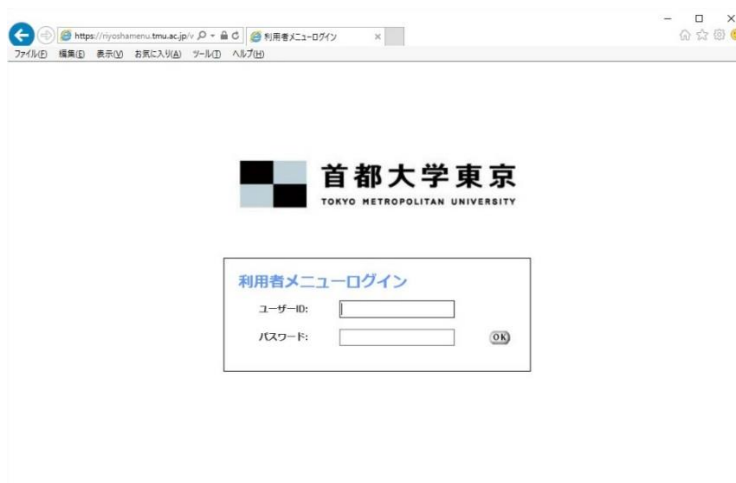 https://riyoshamenu.tmu.ac.jp/v
利用者メニューログイン
ファイル(F) 編集(E) 表示(V) お気に入り(A) ツール(T) ヘルプ(H)
首都大学東京
TOKYO METROPOLITAN UNIVERSITY
利用者メニューログイン
ユーザーID:
パスワード:
OK